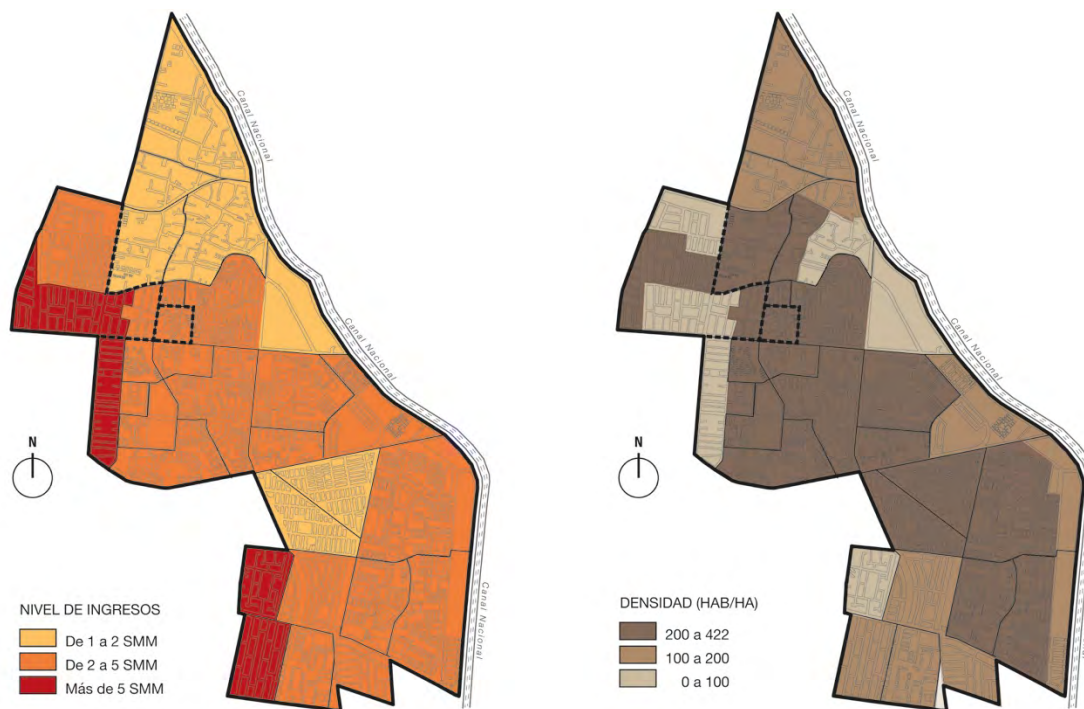 Canal Nacional
Canal Nacional
Canal Nacional
N
NIVEL DE INGRESOS
De 1 a 2 SMM
De 2 a 5 SMM
Más de 5 SMM
Canal Nacional
Canal Nacional
N
DENSIDAD (HAB/HA)
200 a 422
100 a 200
0 a 100